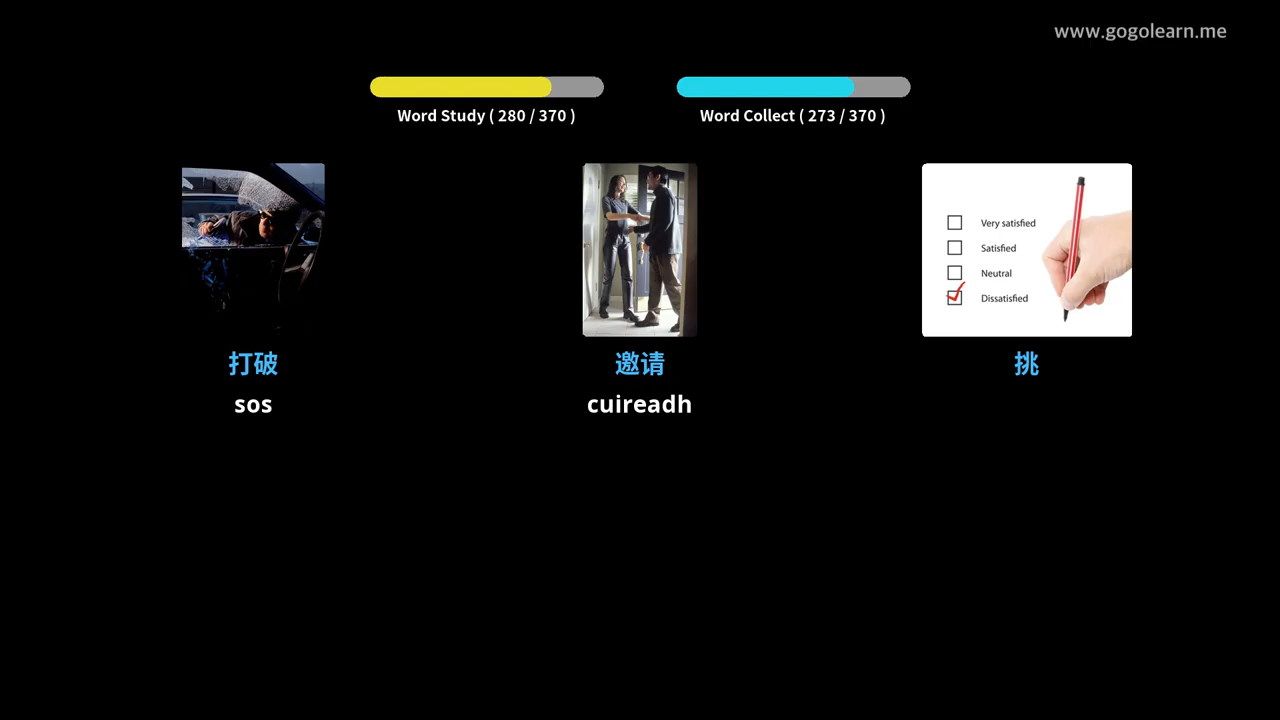 www.gogolearn.me
Word Study ( 280 / 370 )
Word Collect ( 273 / 370 )
Very satisfied
Satisfied
Neutral
Dissatisfied
打破
邀请
挑
sos
cuireadh